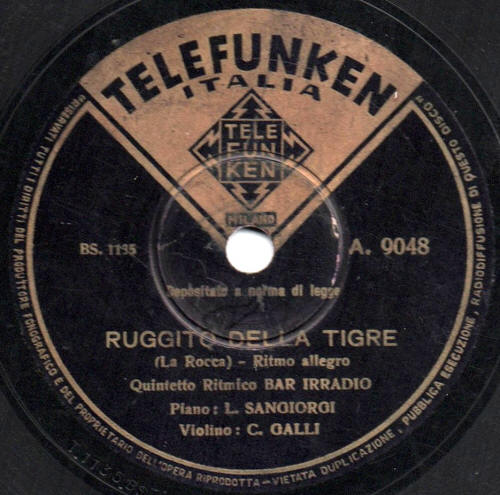 TELEFUNKEN
ITALIA
TELE
FUN
KEN
MILANO
BS. 1135
A. 9048
Depositato a norma di legge
RUGGITO DELLA TIGRE
(La Rocca) - Ritmo allegro
Quintetto Ritmico BAR IRRADIO
Piano: L. SANGIORGI
Violino: C. GALLI
"RISERVATI TUTTI I DIRITTI DEL PRODUTTORE FONOGRAFICO E DEL PROPRIETARIO DELL'OPERA RIPRODOTTA - VIETATA DUPLICAZIONE, PUBBLICA ESECUZIONE, RADIODIFFUSIONE DI QUESTO DISCO"